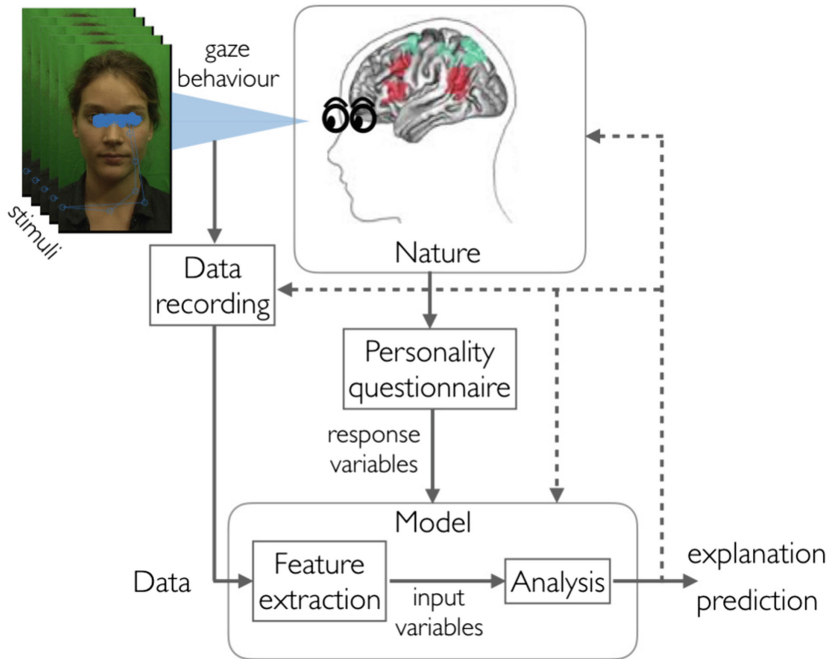 gaze
behaviour
stimuli
Nature
Data
recording
Personality
questionnaire
response
variables
Model
Data
Feature
extraction
input
variables
Analysis
explanation
prediction